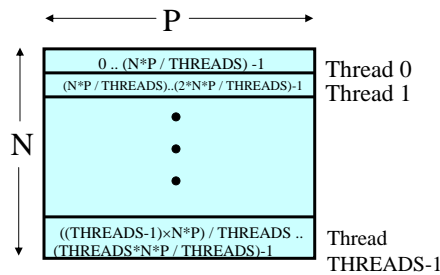 P
N
0 .. (N*P / THREADS) -1
Thread 0
(N*P / THREADS)..(2*N*P / THREADS)-1
Thread 1
((THREADS-1)×N*P) / THREADS ..
(THREADS*N*P / THREADS)-1
Thread
THREADS-1